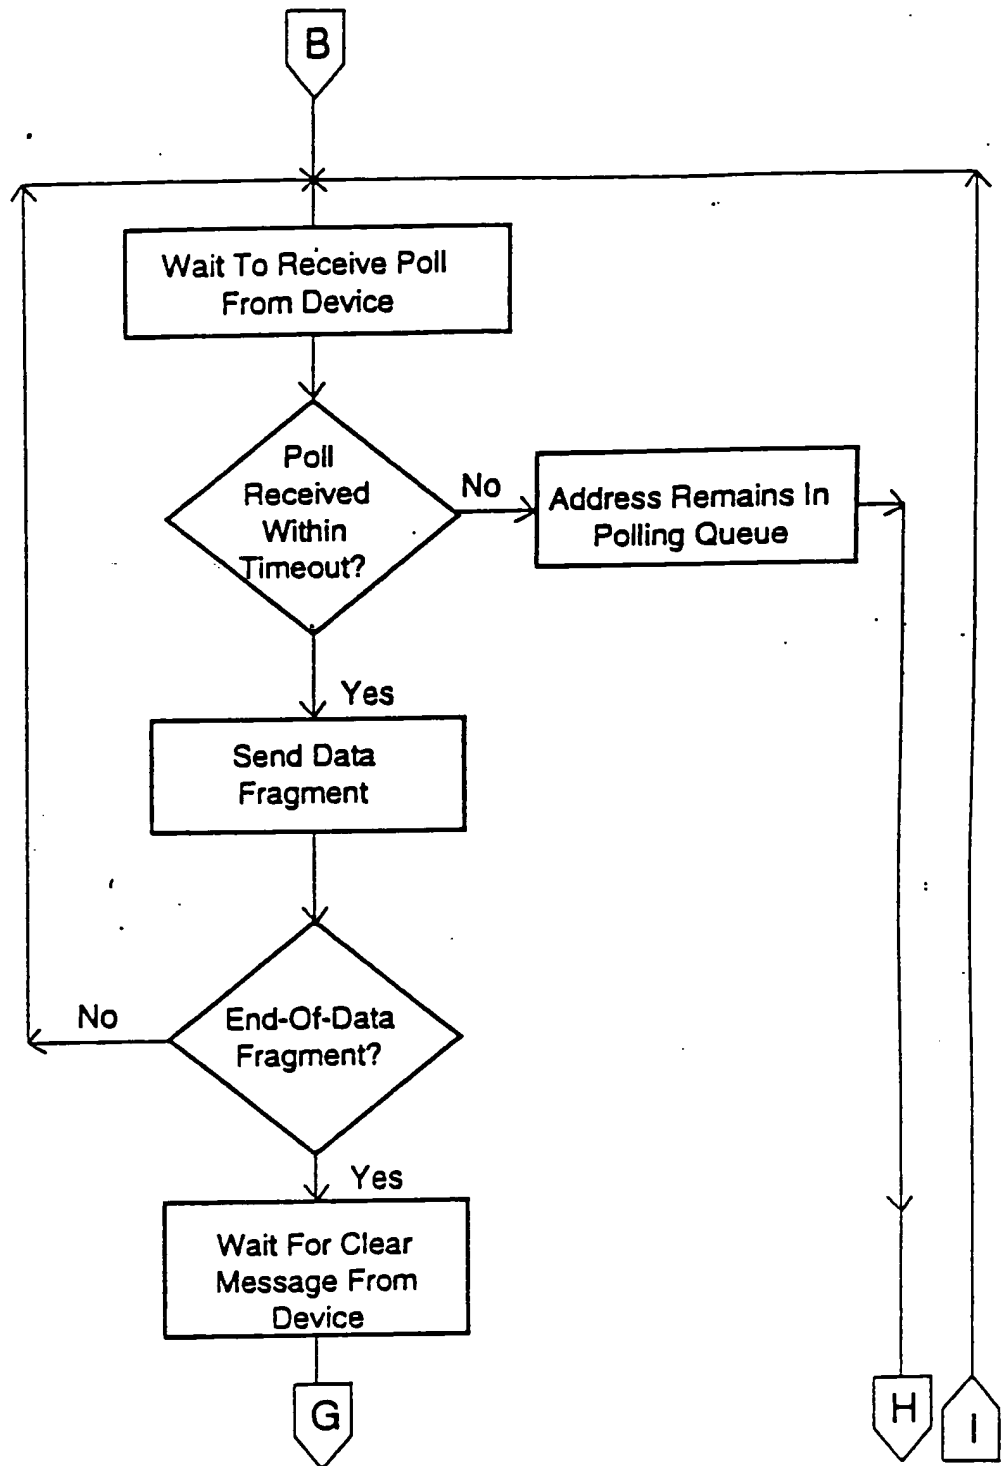 B
Wait To Receive Poll
From Device
Poll
Received
Within
Timeout?
No
Address Remains In
Polling Queue
Yes
Send Data
Fragment
No
End-Of-Data
Fragment?
Yes
Wait For Clear
Message From
Device
G
H
I